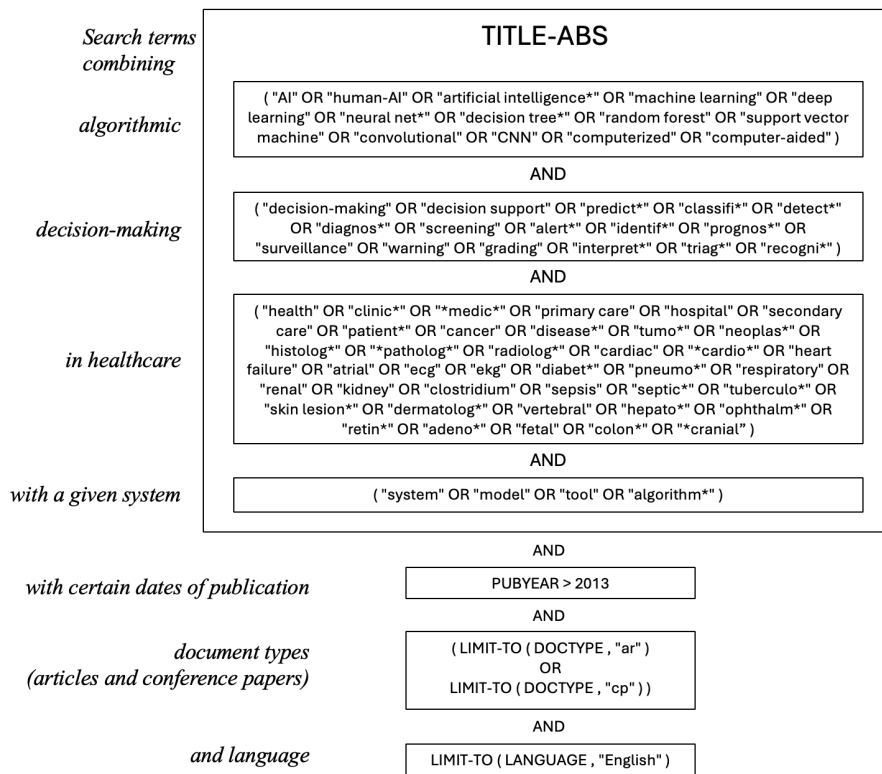 Search terms
combining
TITLE-ABS
algorithmic
( "AI" OR "human-AI" OR "artificial intelligence*" OR "machine learning" OR "deep
learning" OR "neural net*" OR "decision tree*" OR "random forest" OR "support vector
machine" OR "convolutional" OR "CNN" OR "computerized" OR "computer-aided" )
AND
decision-making
( "decision-making" OR "decision support" OR "predict*" OR "classifi*" OR "detect*"
OR "diagnos*" OR "screening" OR "alert*" OR "identif*" OR "prognos*" OR
"surveillance" OR "warning" OR "grading" OR "interpret*" OR "triag*" OR "recogni*" )
AND
in healthcare
( "health" OR "clinic*" OR "*medic*" OR "primary care" OR "hospital" OR "secondary
care" OR "patient*" OR "cancer" OR "disease*" OR "tumo*" OR "neoplas*" OR
"histolog*" OR "*patholog*" OR "radiolog*" OR "cardiac" OR "*cardio*" OR "heart
failure" OR "atrial" OR "ecg" OR "ekg" OR "diabet*" OR "pneumo*" OR "respiratory" OR
"renal" OR "kidney" OR "clostridium" OR "sepsis" OR "septic*" OR "tuberculo*" OR
"skin lesion*" OR "dermatolog*" OR "vertebral" OR "hepato*" OR "ophthalm*" OR
"retin*" OR "adeno*" OR "fetal" OR "colon*" OR "*cranial” )
AND
with a given system
( "system" OR "model" OR "tool" OR "algorithm*" )
AND
with certain dates of publication
PUBYEAR > 2013
AND
document types
(articles and conference papers)
( LIMIT-TO ( DOCTYPE , "ar" )
OR
LIMIT-TO ( DOCTYPE , "cp" ) )
AND
and language
LIMIT-TO ( LANGUAGE , "English" )